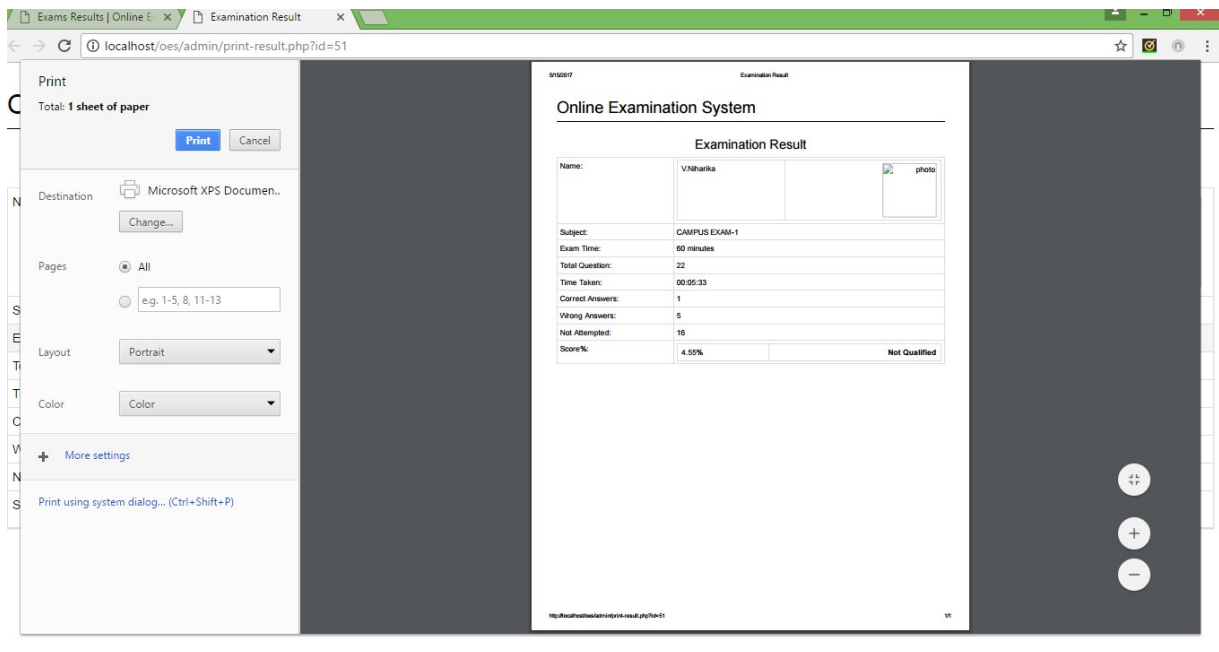 Exams Results | Online E
Examination Result
localhost/oes/admin/print-result.php?id=51
Print
Total: 1 sheet of paper
Print
Cancel
Destination
Microsoft XPS Documen..
Change...
Pages
All
e.g. 1-5, 8, 11-13
Layout
Portrait
Color
Color
More settings
Print using system dialog... (Ctrl+Shift+P)
5/15/2017
Examination Result
Online Examination System
Examination Result
Name:
V.Niharika
photo
Subject:
CAMPUS EXAM-1
Exam Time:
60 minutes
Total Question:
22
Time Taken:
00:05:33
Correct Answers:
1
Wrong Answers:
5
Not Attempted:
16
Score%:
4.55%
Not Qualified
http://localhost/oes/admin/print-result.php?id=51
1/1